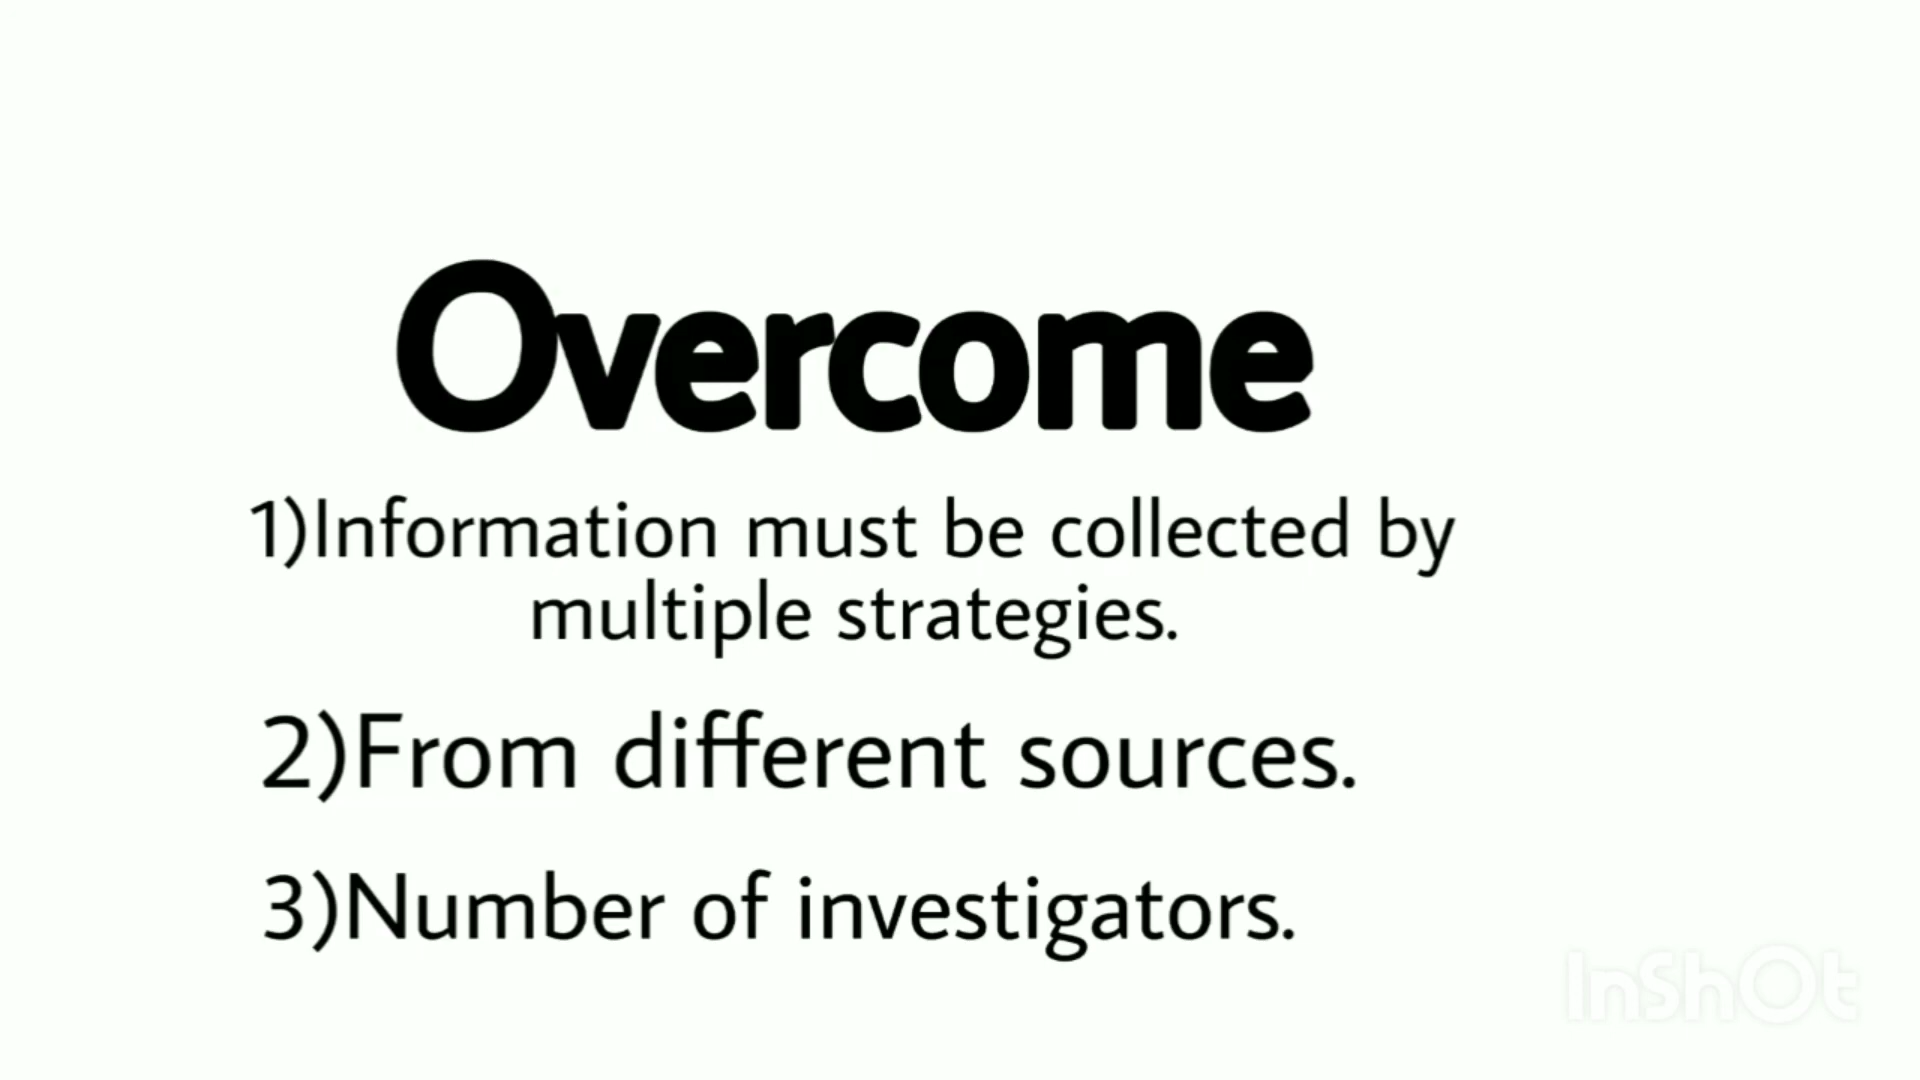 Overcome
1)Information must be collected by
multiple strategies.
2)From different sources.
3)Number of investigators.
InShOt